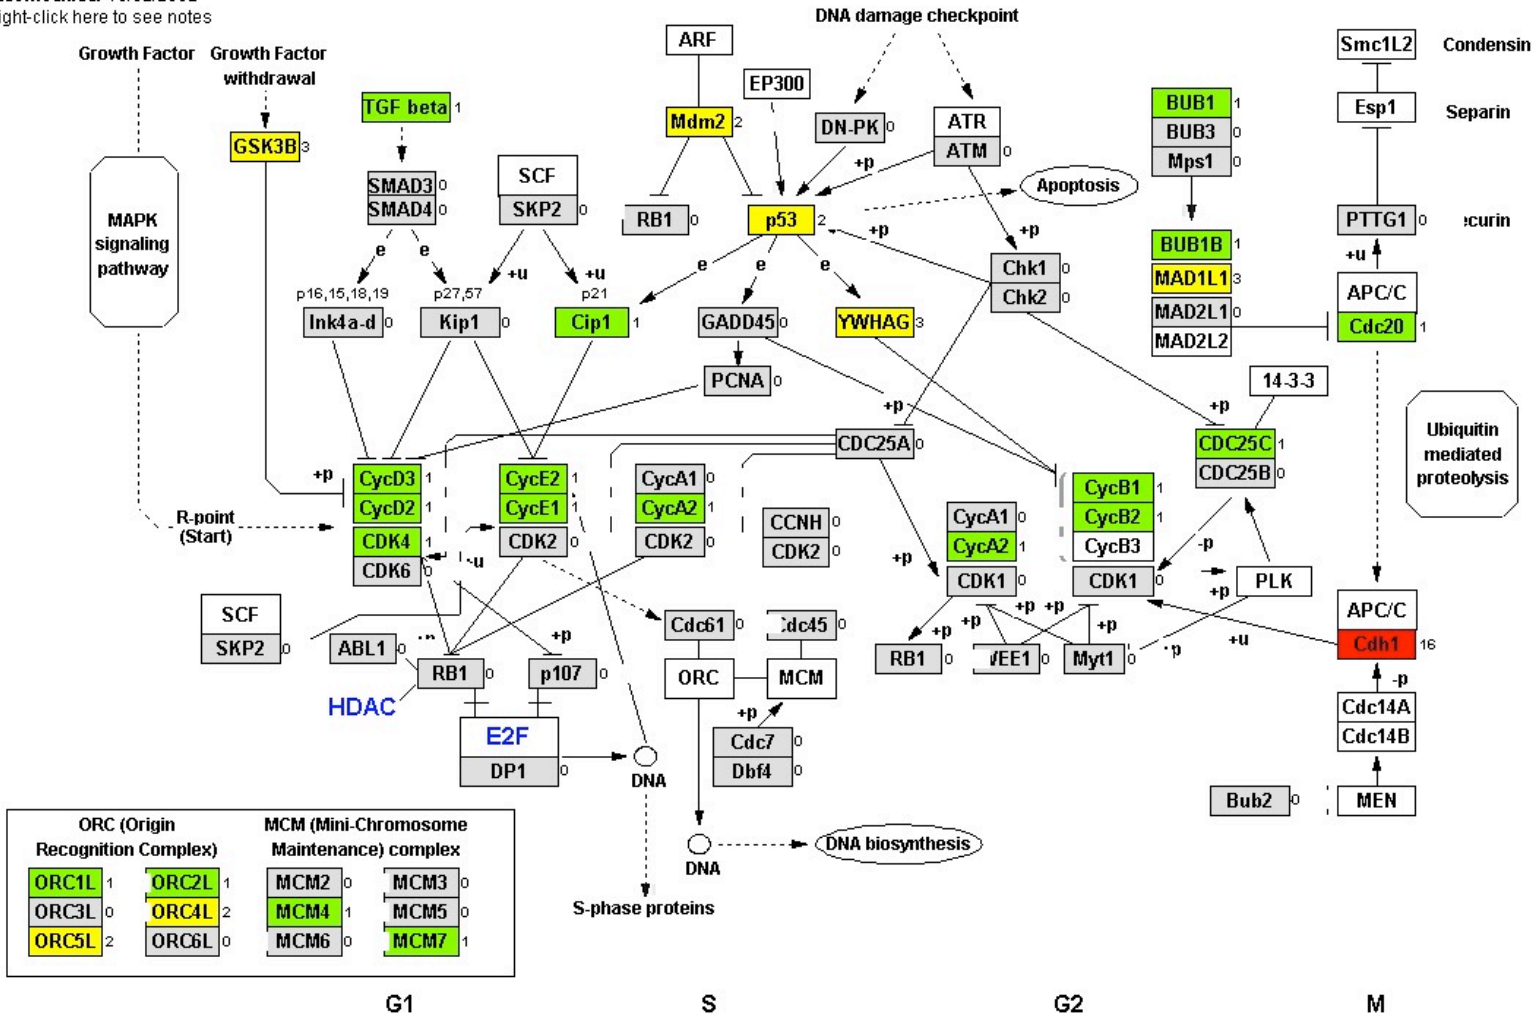 ight-click here to see notes
DNA damage checkpoint
Growth Factor
Growth Factor
withdrawal
ARF
EP300
Smc1L2
Condensin
TGF beta 1
GSK3B 3
Mdm2 2
DN-PK 0
ATR
ATM 0
BUB1 1
BUB3 0
Mps1 0
Esp1
Separin
MAPK
signaling
pathway
SMAD3 0
SMAD4 0
SCF
SKP2 0
RB1 0
p53 2
+p
Apoptosis
+p
+p
PTTG1 0
:curin
e
e
+u
+u
e
e
e
Chk1 0
Chk2 0
BUB1B 1
MAD1L1 3
MAD2L1 0
MAD2L2
+u
APC/C
Cdc20 1
p16,15,18,19
Ink4a-d 0
p27,57
Kip1 0
p21
Cip1 1
GADD45 0
YWHAG 3
PCNA 0
14-3-3
+p
+p
CDC25A 0
CDC25C 1
CDC25B 0
Ubiquitin
mediated
proteolysis
+p
CycD3 1
CycD2 1
CDK4 1
CDK6 0
CycE2 1
CycE1 1
CDK2 0
CycA1 0
CycA2 1
CDK2 0
CCNH 0
CDK2 0
CycA1 0
CycA2 1
CDK1 0
CycB1 1
CycB2 1
CycB3
CDK1 0
R-point
(Start)
-u
+p
-p
+p
PLK
SCF
SKP2 0
ABL1 0
RB1 0
+p
p107 0
Cdc61 0
Cdc45 0
ORC
MCM
+p
+p
+p
+p
+p
RB1 0
WEE1 0
Myt1 0
-p
+u
APC/C
Cdh1 16
-p
Cdc14A
Cdc14B
HDAC
E2F
DP1 0
DNA
+p
Cdc7 0
Dbf4 0
Bub2 0
MEN
DNA
DNA biosynthesis
S-phase proteins
ORC (Origin
Recognition Complex)
MCM (Mini-Chromosome
Maintenance) complex
ORC1L 1
ORC2L 1
MCM2 0
MCM3 0
ORC3L 0
ORC4L 2
MCM4 1
MCM5 0
ORC5L 2
ORC6L 0
MCM6 0
MCM7 1
G1
S
G2
M